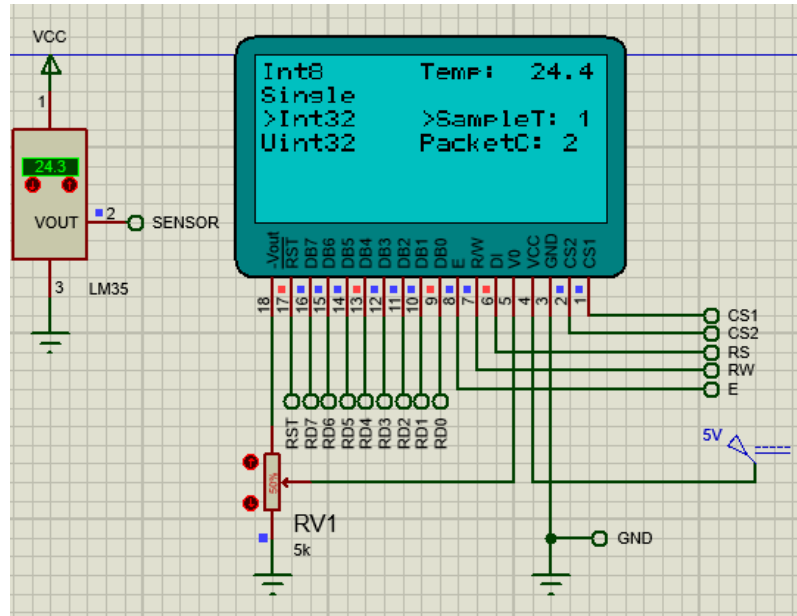 VCC
1
24.3
VOUT
2
SENSOR
3
LM35
Int8 Temp: 24.4
Single
>Int32 >SampleT: 1
Uint32 PacketC: 2
-Vout
RST
DB7
DB6
DB5
DB4
DB3
DB2
DB1
DB0
E
R/W
DI
V0
VCC
GND
CS2
CS1
18 17 16 15 14 13 12 11 10 9 8 7 6 5 4 3 2 1
CS1
CS2
RS
RW
E
RST
RD7
RD6
RD5
RD4
RD3
RD2
RD1
RD0
5V
50%
RV1
5k
GND